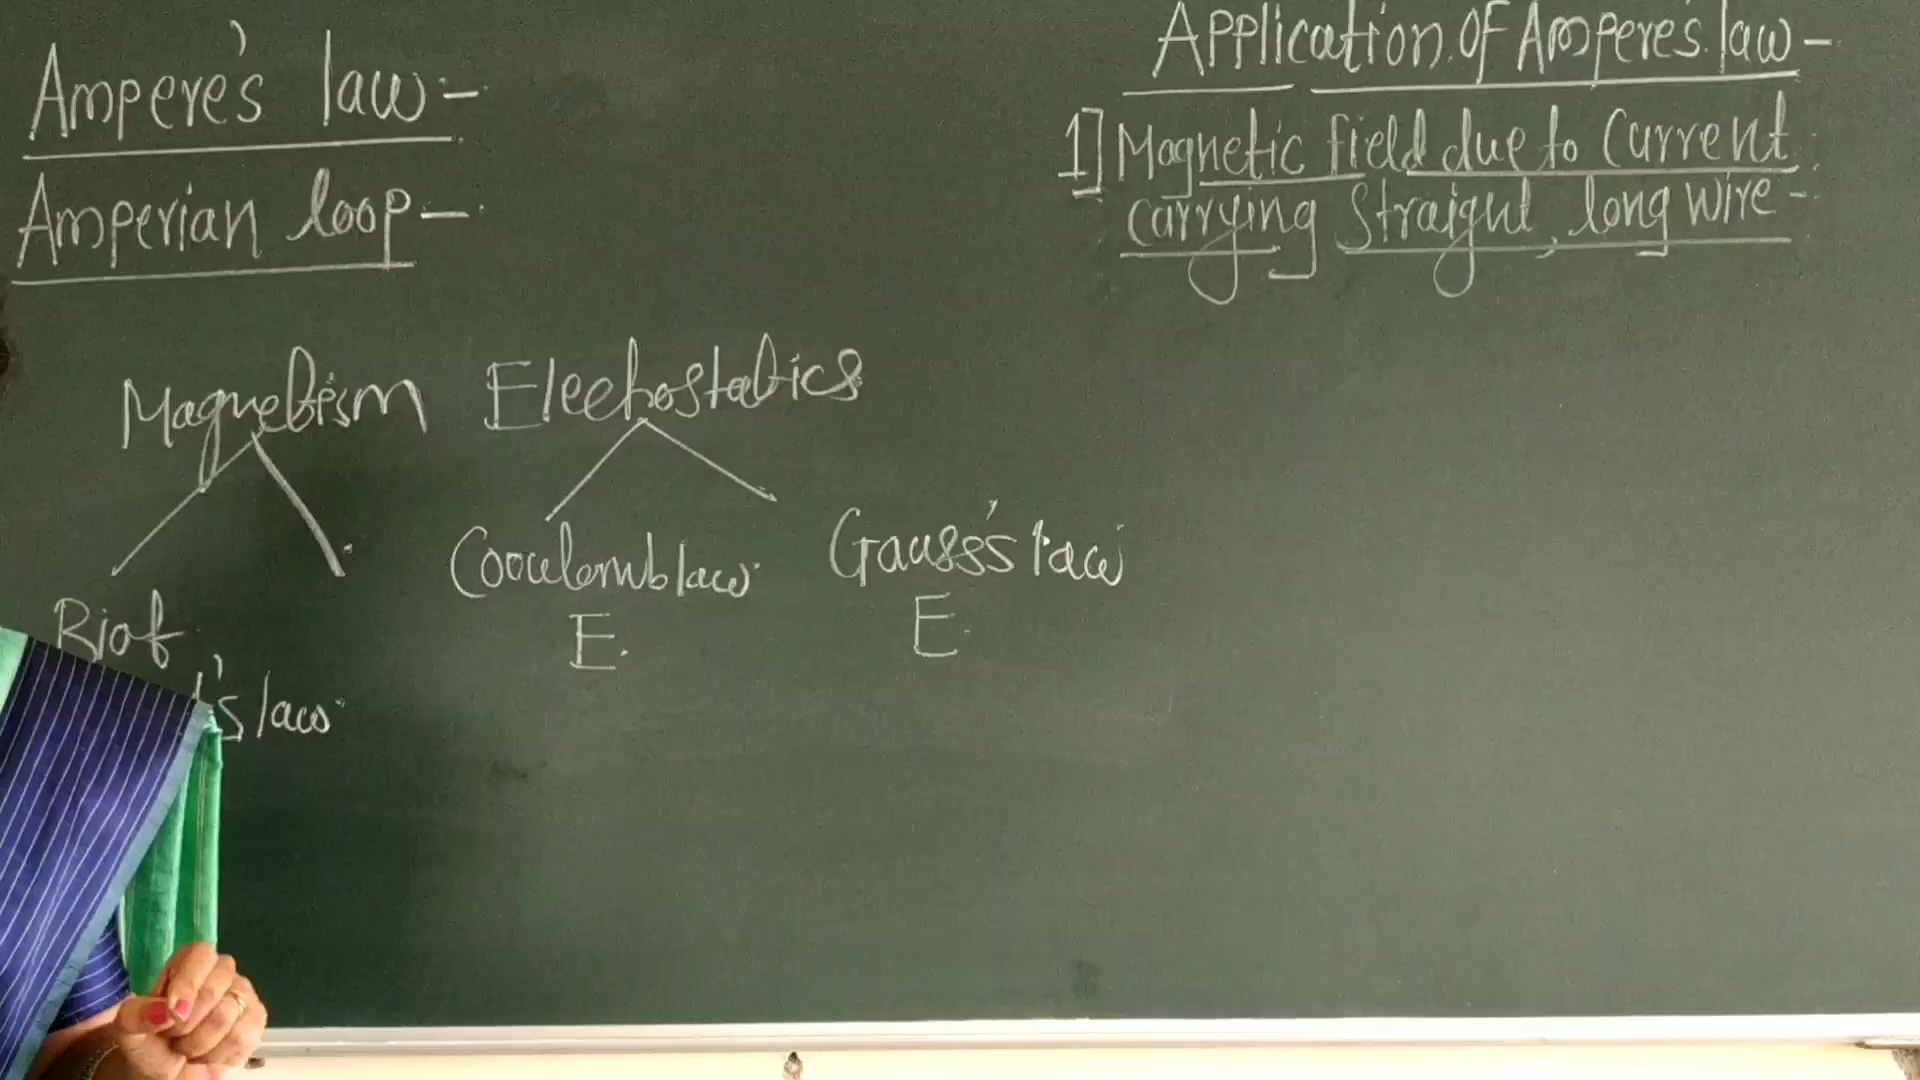 Ampere's law:-
Amperian loop-
Magnetism Electrostatics
Coulomb law Gauss's law
E. E.
Biot
's law
Application of Ampere's law-
1] Magnetic field due to Current
Carrying Straight, long wire-